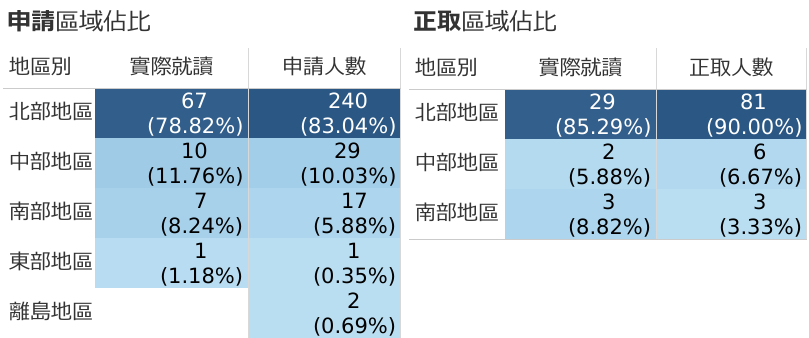 申請區域佔比
地區別 實際就讀 申請人數
北部地區 67 (78.82%) 240 (83.04%)
中部地區 10 (11.76%) 29 (10.03%)
南部地區 7 (8.24%) 17 (5.88%)
東部地區 1 (1.18%) 1 (0.35%)
離島地區 2 (0.69%)
正取區域佔比
地區別 實際就讀 正取人數
北部地區 29 (85.29%) 81 (90.00%)
中部地區 2 (5.88%) 6 (6.67%)
南部地區 3 (8.82%) 3 (3.33%)